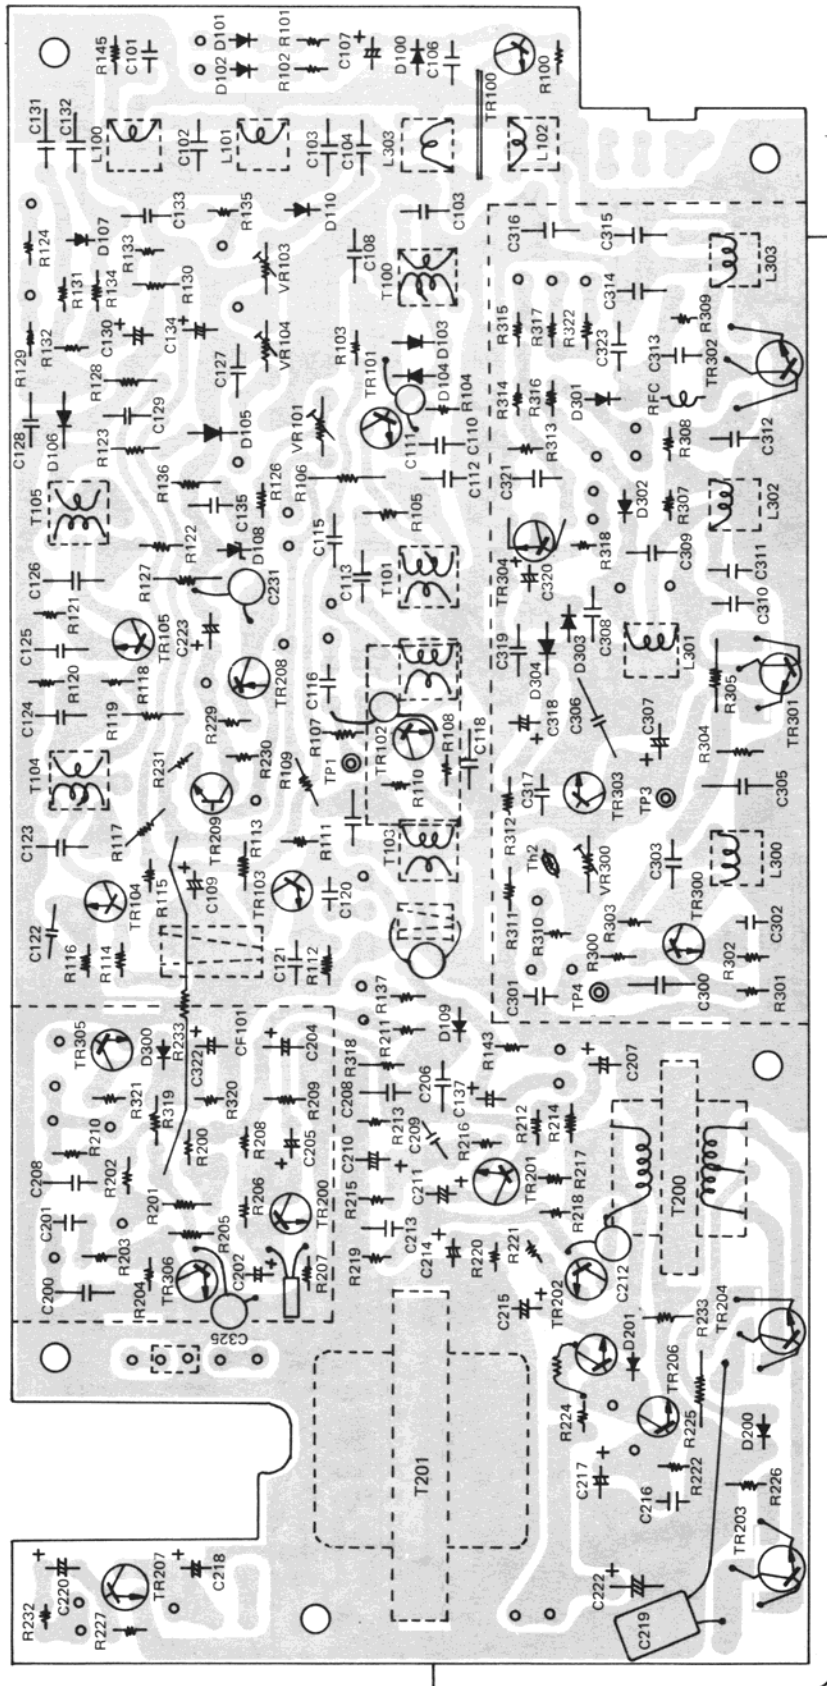 R145
C101
D101
D102
R101
R102
C107
+
D100
C106
TR100
R100
C131
C132
L100
C102
L101
C103
C104
L303
L102
R124
D107
R133
C133
R135
D110
C103
C316
C315
R131
R134
R130
VR103
C108
T100
C314
L303
R129
R132
C130
+
C134
+
VR104
R103
TR101
D103
D104
R315
R317
R322
C323
C313
R309
TR302
C128
D106
R128
C129
C127
D105
VR101
R104
C111
C110
R314
R316
D301
RFC
R123
R136
R126
R106
C112
R313
R308
C312
T105
C135
R105
C321
D302
R307
L302
R122
D108
C115
TR304
+
R318
C309
C126
R127
C231
C113
T101
C320
C311
C310
R121
TR105
C223
+
C319
D304
D303
C308
L301
C125
R120
R118
TR208
C116
R305
C124
R119
R229
R107
TR102
R108
C118
C318
+
C306
C307
+
R304
TR301
T104
R231
R230
R109
TP1
R110
C317
TR303
TP3
C305
C123
R117
TR209
R113
R111
T103
R312
Th2
VR300
C303
L300
R115
+
C109
TR103
C120
R311
TR104
C122
R116
R114
C121
R112
R310
R303
TR300
C302
R300
R302
C301
TP4
C300
R301
R137
TR305
D300
R233
C322
+
CF101
+
C204
R318
R211
D109
R143
+
C207
R321
R319
R320
R209
C208
C206
C137
+
R210
R200
R208
C205
+
R213
C209
R216
R212
R214
C208
R202
C210
+
TR201
R217
C201
R201
R206
TR200
R215
C211
R218
T200
R203
R205
C213
C214
+
R220
R221
C200
R204
TR306
C202
+
R207
R219
C215
+
TR202
C212
C325
D201
R233
TR204
R224
TR206
R225
D200
T201
C217
+
C216
R222
R226
TR203
R232
C220
+
TR207
C218
+
R227
C222
+
C219